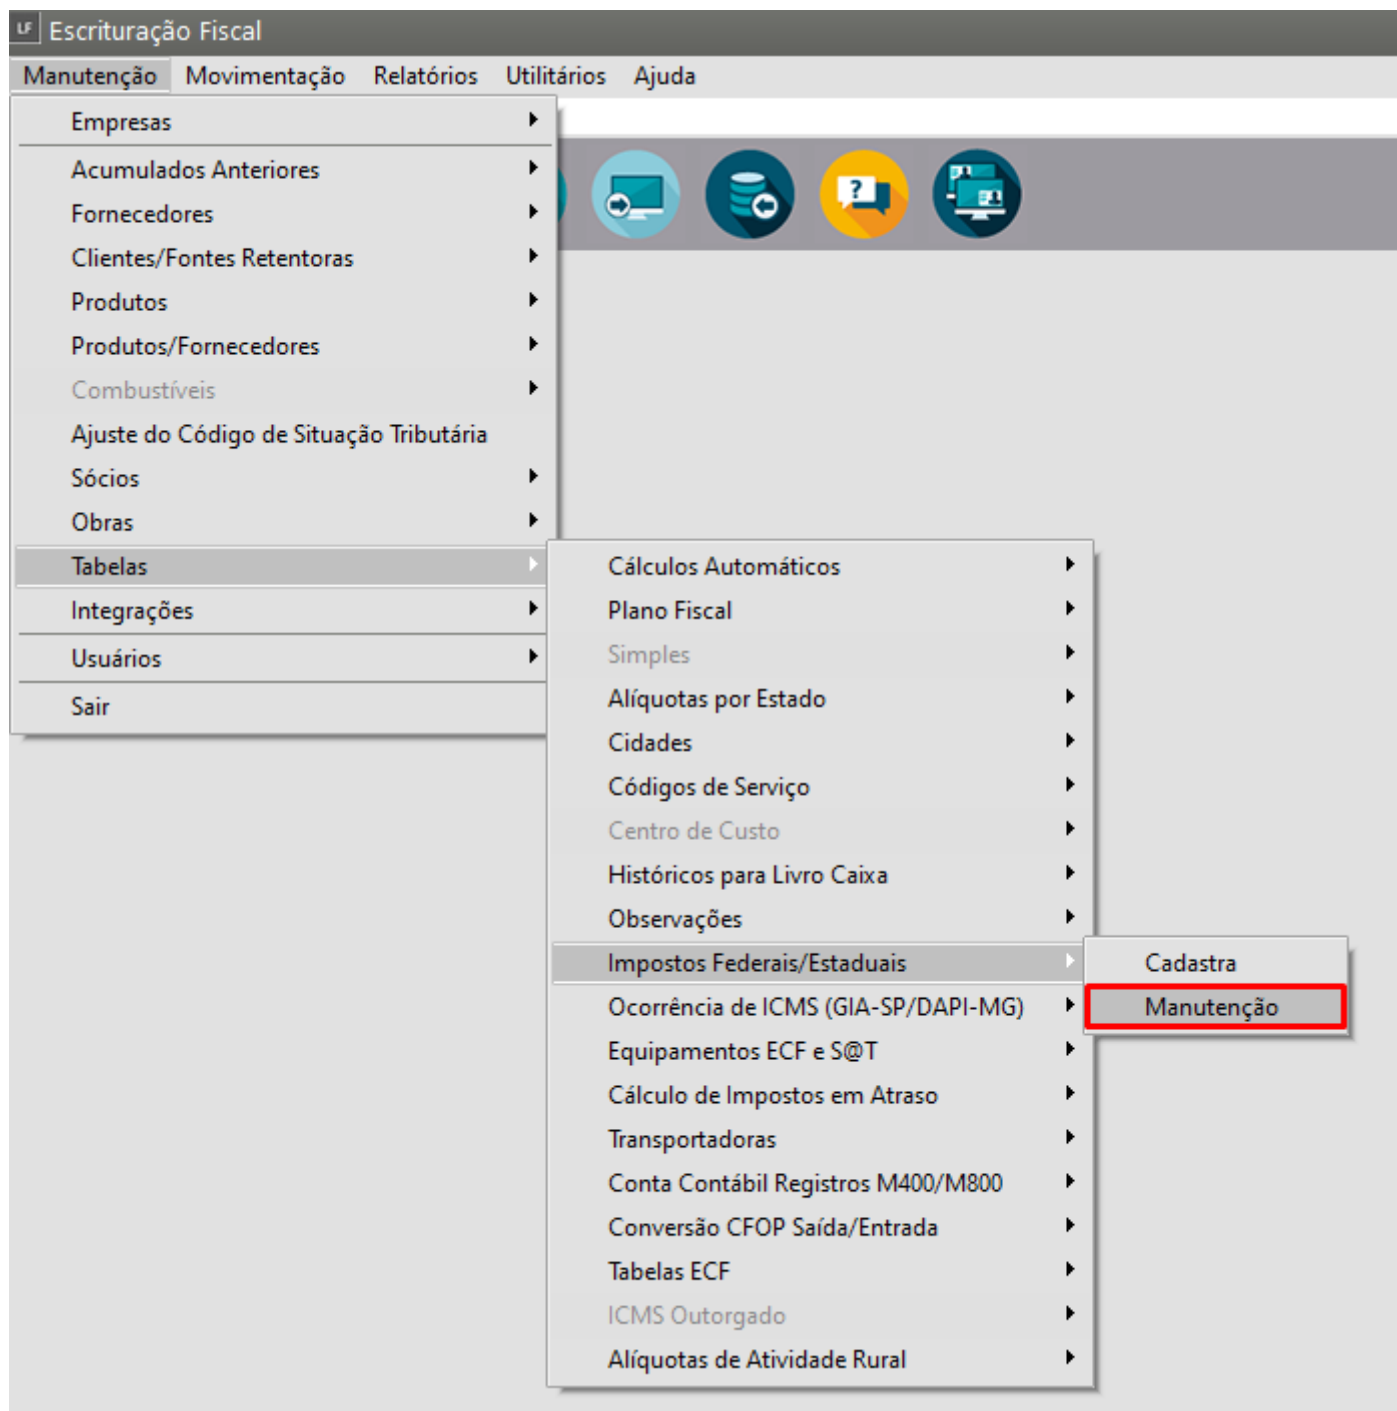 LF Escrituração Fiscal
Manutenção Movimentação Relatórios Utilitários Ajuda
Empresas
Acumulados Anteriores
Fornecedores
Clientes/Fontes Retentoras
Produtos
Produtos/Fornecedores
Combustíveis
Ajuste do Código de Situação Tributária
Sócios
Obras
Tabelas
Integrações
Usuários
Sair
Cálculos Automáticos
Plano Fiscal
Simples
Alíquotas por Estado
Cidades
Códigos de Serviço
Centro de Custo
Históricos para Livro Caixa
Observações
Impostos Federais/Estaduais
Ocorrência de ICMS (GIA-SP/DAPI-MG)
Equipamentos ECF e S@T
Cálculo de Impostos em Atraso
Transportadoras
Conta Contábil Registros M400/M800
Conversão CFOP Saída/Entrada
Tabelas ECF
ICMS Outorgado
Alíquotas de Atividade Rural
Cadastra
Manutenção